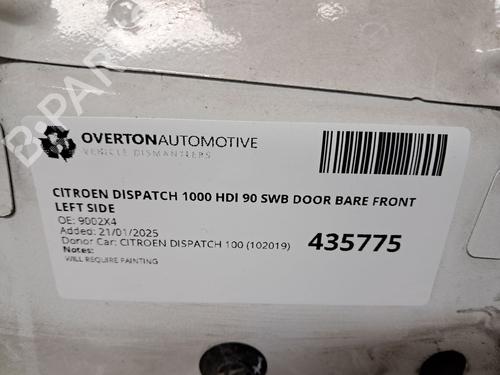 B-PARTS
OVERTONAUTOMOTIVE
VEHICLE DISMANTLERS
CITROEN DISPATCH 1000 HDI 90 SWB DOOR BARE FRONT
LEFT SIDE
OE: 9002X4
Added: 21/01/2025
Donor Car: CITROEN DISPATCH 100 (102019)
Notes:
WILL REQUIRE PAINTING
435775